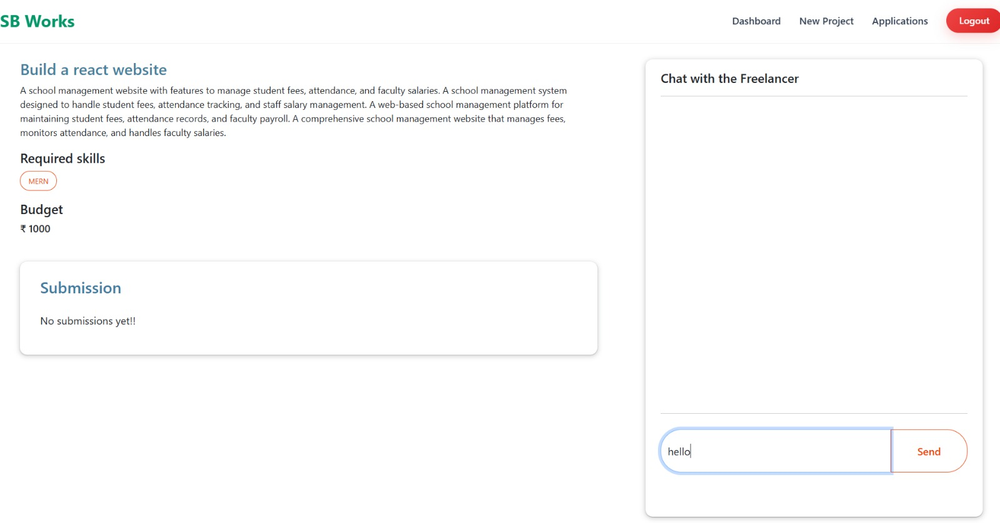 SB Works
Dashboard
New Project
Applications
Logout
Build a react website
A school management website with features to manage student fees, attendance, and faculty salaries. A school management system
designed to handle student fees, attendance tracking, and staff salary management. A web-based school management platform for
maintaining student fees, attendance records, and faculty payroll. A comprehensive school management website that manages fees,
monitors attendance, and handles faculty salaries.
Required skills
MERN
Budget
₹ 1000
Submission
No submissions yet!!
Chat with the Freelancer
hello
Send